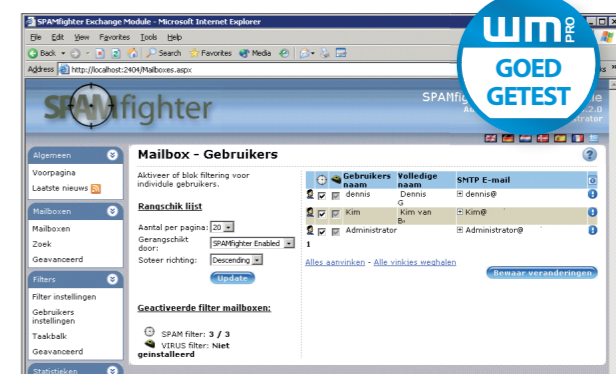 SPAMfighter Exchange Module - Microsoft Internet Explorer
File Edit View Favorites Tools Help
Back Search Favorites Media
Address http://localhost:2404/Mailboxes.aspx
wm PRO
GOED
GETEST
SPAMfighter
Algemeen
Voorpagina
Laatste nieuws
Mailboxen
Mailboxen
Zoek
Geavanceerd
Filters
Filter instellingen
Gebruikers
instellingen
Taakbalk
Geavanceerd
Statistieken
Mailbox - Gebruikers
Aktiveer of blok filtering voor
individule gebruikers.
Rangschik lijst
Aantal per pagina: 20
Gerangschikt
door: SPAMfighter Enabled
Soteer richting: Descending
Update
Geactiveerde filter mailboxen:
SPAM filter: 3 / 3
VIRUS filter: Niet
geinstalleerd
Gebruikers
naam
Volledige
naam
SMTP E-mail
dennis Dennis
G
dennis@
Kim Kim van
Kim@
Administrator Administrator@
1
Alles aanvinken - Alle vinkjes weghalen
Bewaar veranderingen